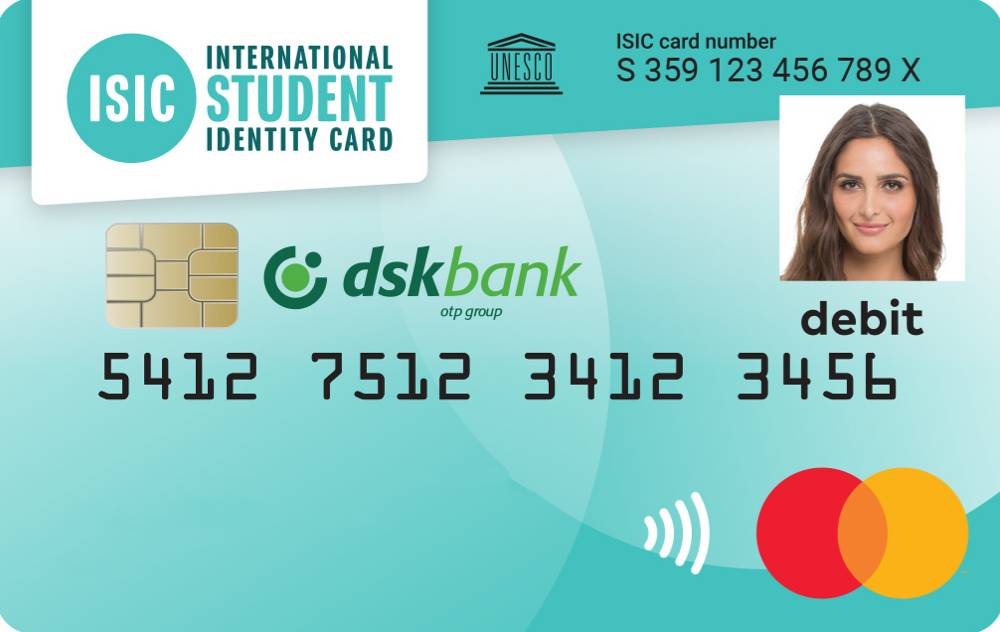 ISIC
INTERNATIONAL
STUDENT
IDENTITY CARD
UNESCO
ISIC card number
S 359 123 456 789 X
dskbank
otp group
debit
5412 7512 3412 3456